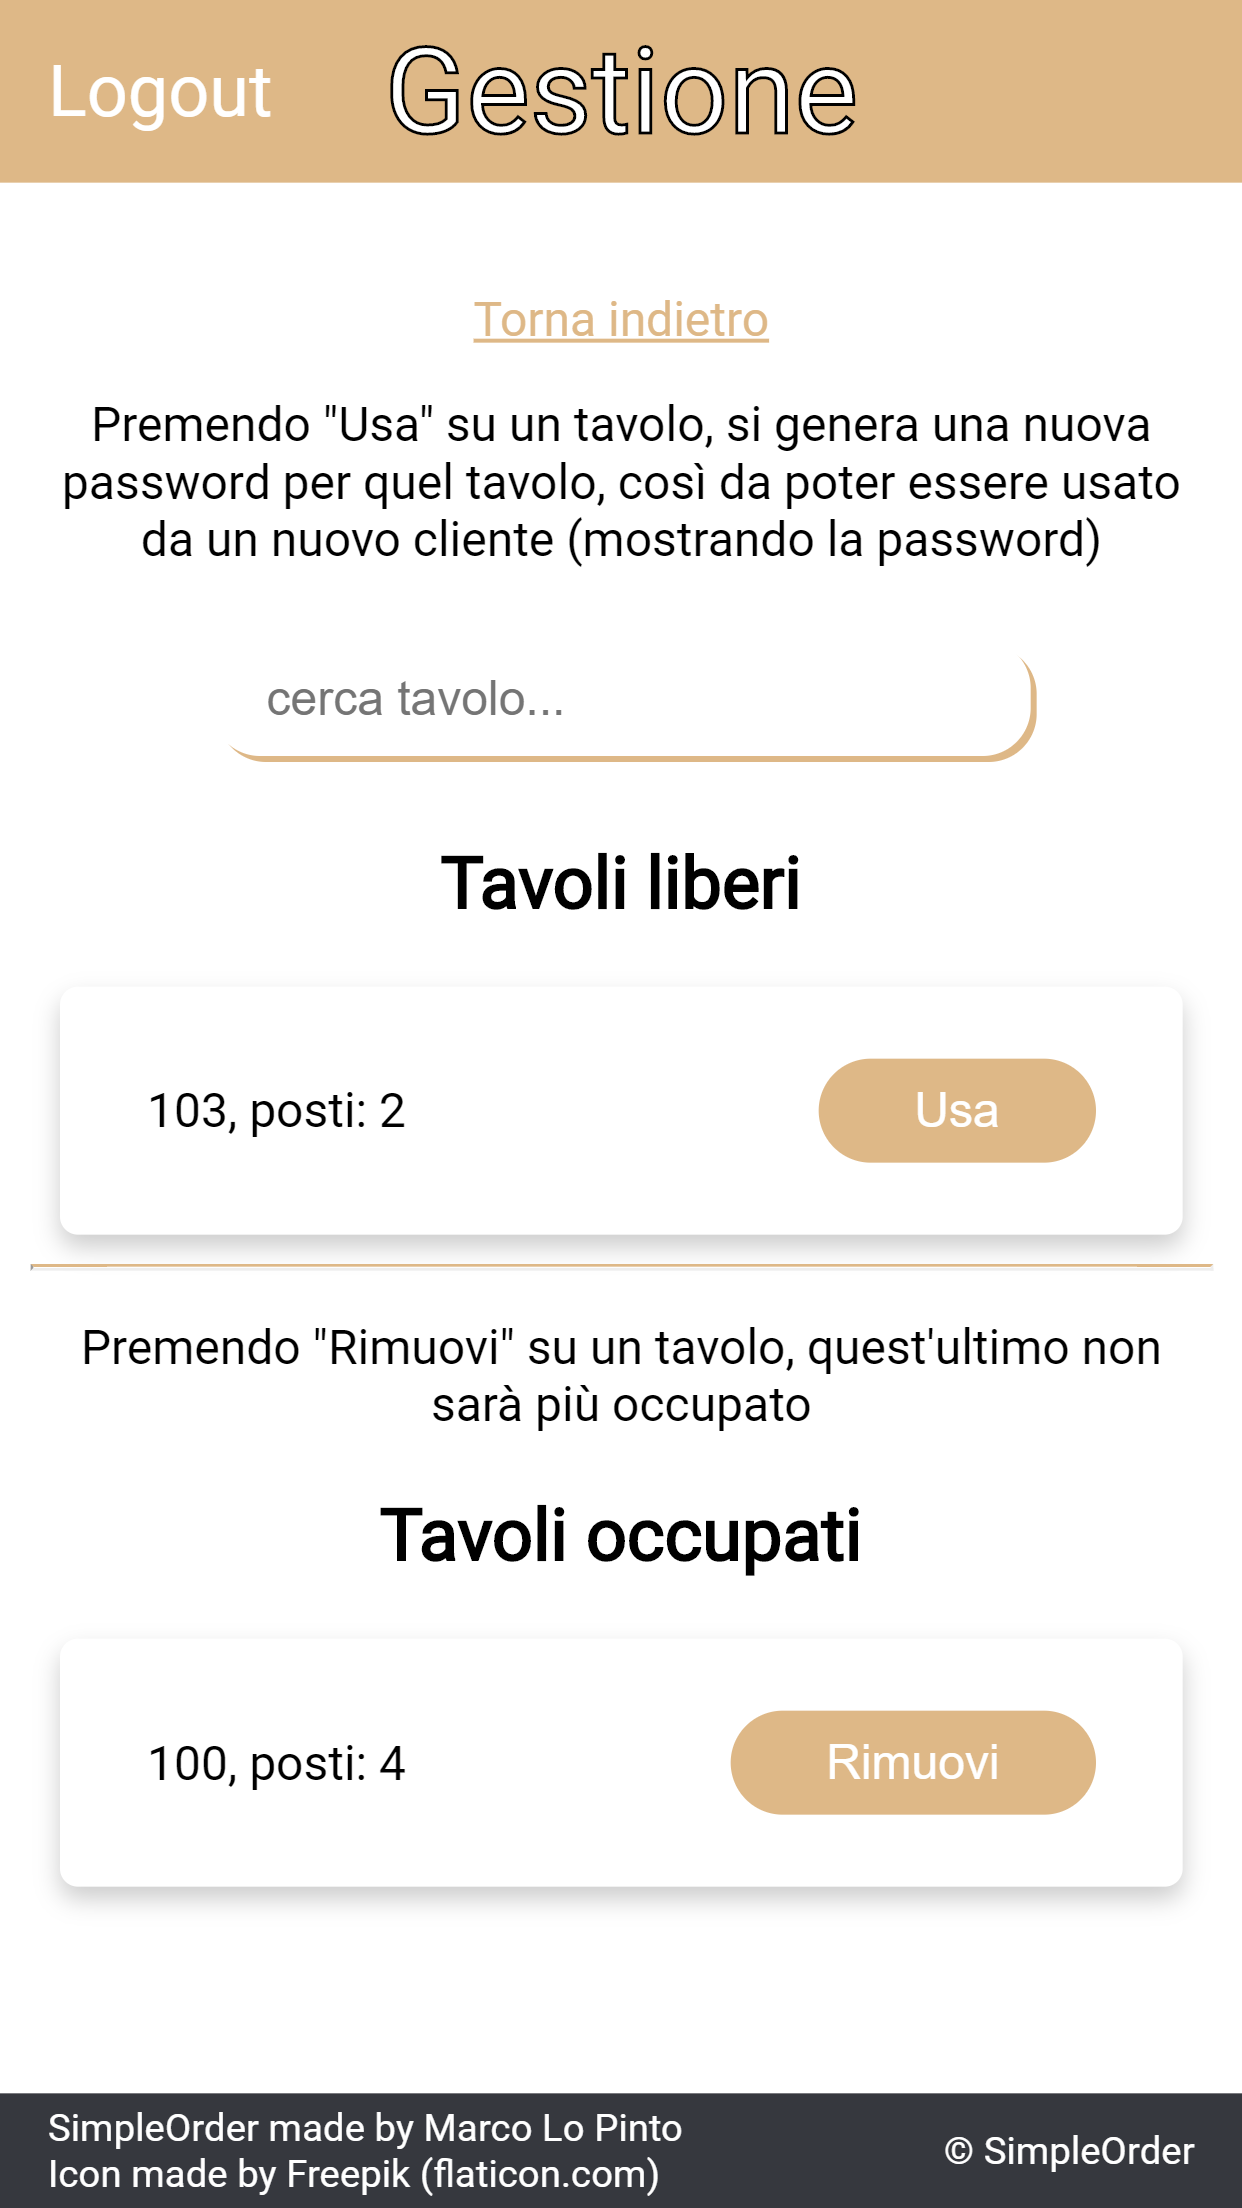 Logout
Gestione
Torna indietro
Premendo "Usa" su un tavolo, si genera una nuova
password per quel tavolo, così da poter essere usato
da un nuovo cliente (mostrando la password)
cerca tavolo...
Tavoli liberi
103, posti: 2
Usa
Premendo "Rimuovi" su un tavolo, quest'ultimo non
sarà più occupato
Tavoli occupati
100, posti: 4
Rimuovi
SimpleOrder made by Marco Lo Pinto
Icon made by Freepik (flaticon.com)
© SimpleOrder